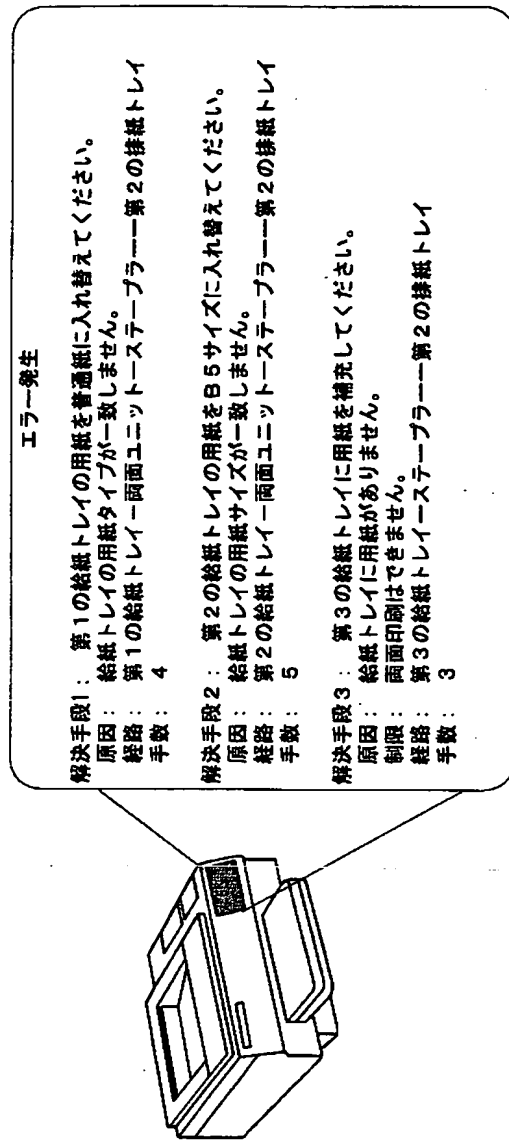 エラー発生
解決手段1： 第1の給紙トレイの用紙を普通紙に入れ替えてください。
原因： 給紙トレイの用紙タイプが一致しません。
経路： 第1の給紙トレイー両面ユニットーステープラーー第2の排紙トレイ
手数： 4
解決手段2： 第2の給紙トレイの用紙をB5サイズに入れ替えてください。
原因： 給紙トレイの用紙サイズが一致しません。
経路： 第2の給紙トレイー両面ユニットーステープラーー第2の排紙トレイ
手数： 5
解決手段3： 第3の給紙トレイに用紙を補充してください。
原因： 給紙トレイに用紙がありません。
制限： 両面印刷はできません。
経路： 第3の給紙トレイーステープラーー第2の排紙トレイ
手数： 3